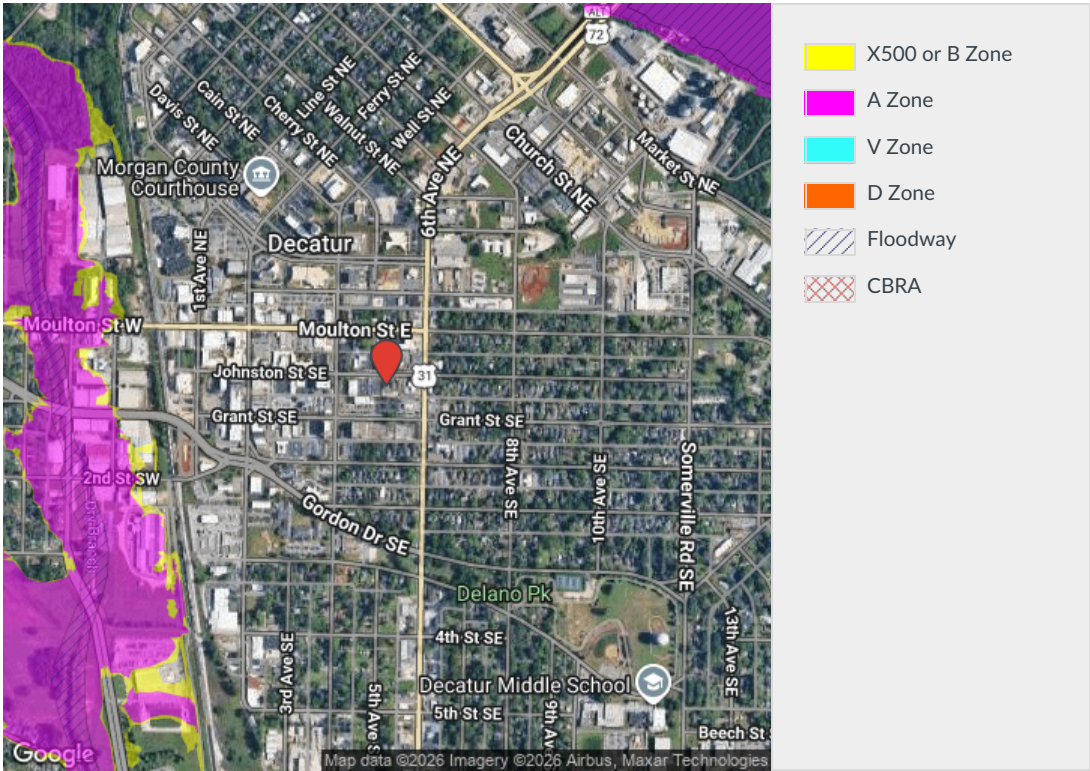 ALT
72
Line St NE
Ferry St NE
Cain St NE
Davis St NE
Cherry St NE
Walnut St NE
Well St NE
Church St NE
Market St NE
Morgan County
Courthouse
6th Ave NE
Decatur
1st Ave NE
Moulton St W
Moulton St E
Johnston St SE
31
Grant St SE
Grant St SE
8th Ave SE
10th Ave SE
Somerville Rd SE
2nd St SW
Dry Branch
Gordon Dr SE
Delano Pk
4th St SE
13th Ave SE
3rd Ave SE
Decatur Middle School
5th Ave S
5th St SE
9th Av
Beech St
Google
Map data ©2026 Imagery ©2026 Airbus, Maxar Technologies
X500 or B Zone
A Zone
V Zone
D Zone
Floodway
CBRA